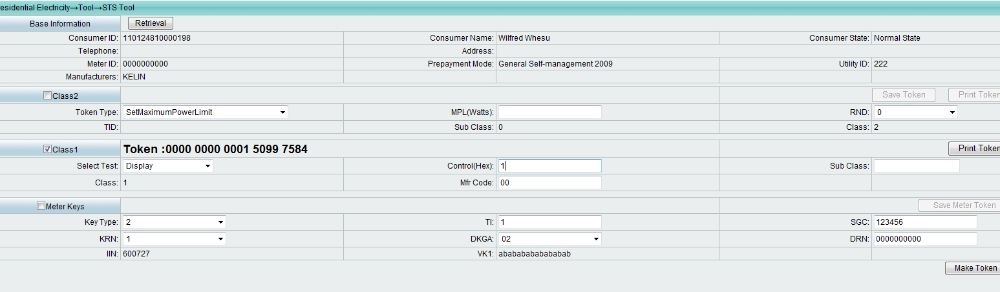 esidential Electricity→Tool→STS Tool
Base Information Retrieval
Consumer ID: 110124810000198 Consumer Name: Wilfred Whesu Consumer State: Normal State
Telephone: Address:
Meter ID: 0000000000 Prepayment Mode: General Self-management 2009 Utility ID: 222
Manufacturers: KELIN
Class2 Save Token Print Token
Token Type: SetMaximumPowerLimit MPL(Watts): RND: 0
TID: Sub Class: 0 Class: 2
Class1 Token :0000 0000 0001 5099 7584 Print Token
Select Test: Display Control(Hex): 1 Sub Class:
Class: 1 Mfr Code: 00
Meter Keys Save Meter Token
Key Type: 2 TI: 1 SGC: 123456
KRN: 1 DKGA: 02 DRN: 0000000000
IIN: 600727 VK1: abababababababab
Make Token